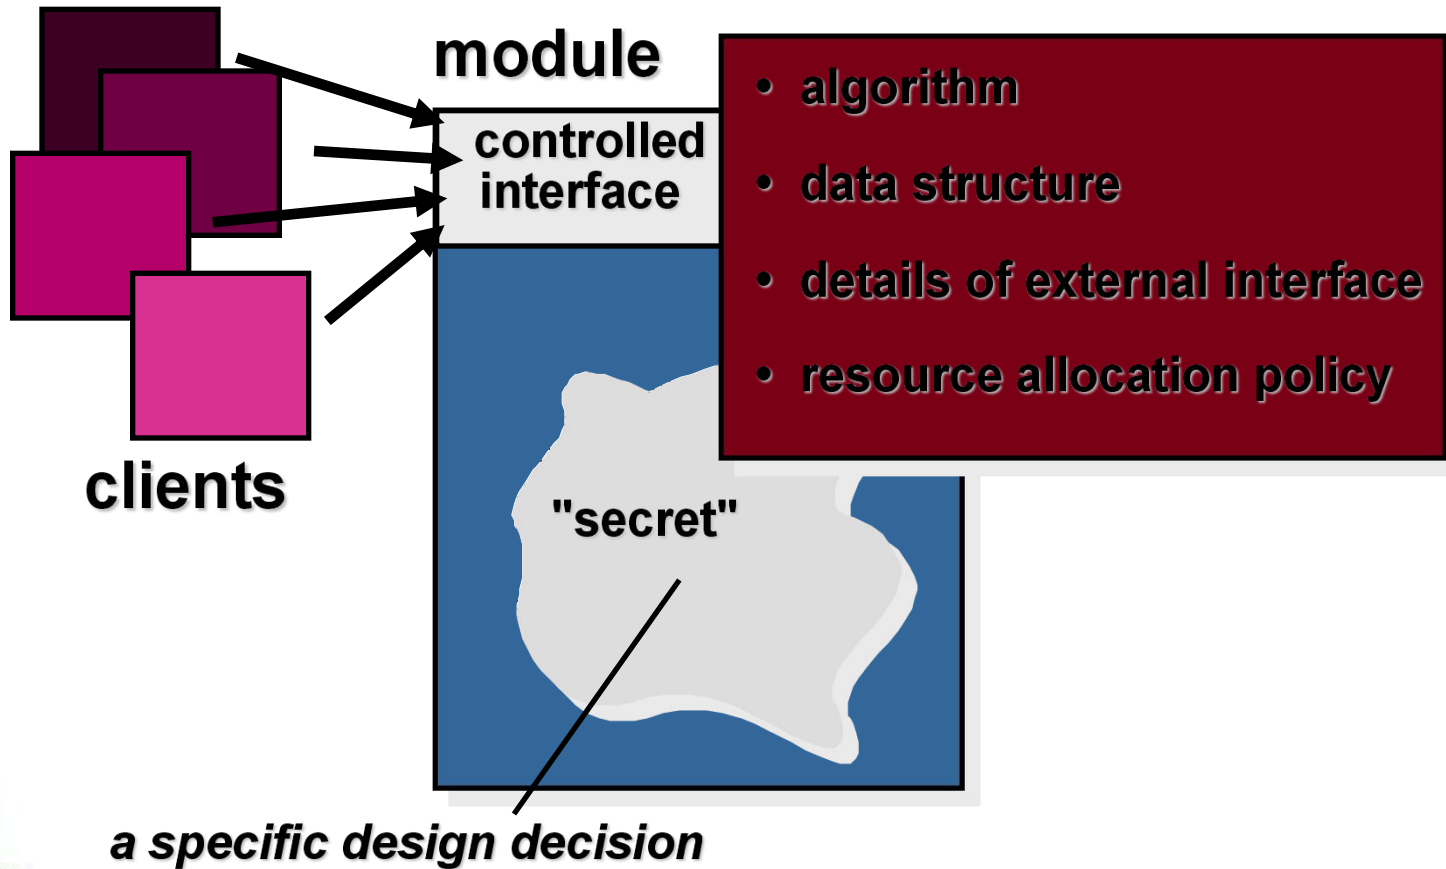 module
controlled
interface
• algorithm
• data structure
• details of external interface
• resource allocation policy
clients
"secret"
a specific design decision